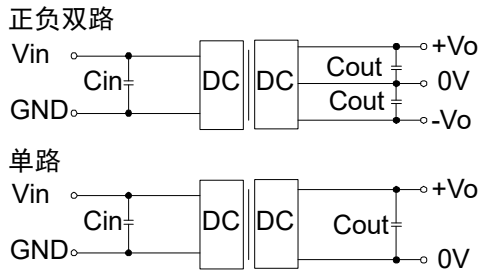 正负双路
Vin Cin DC DC Cout +Vo
0V
Cout
GND -Vo
单路
Vin Cin DC DC Cout +Vo
GND 0V